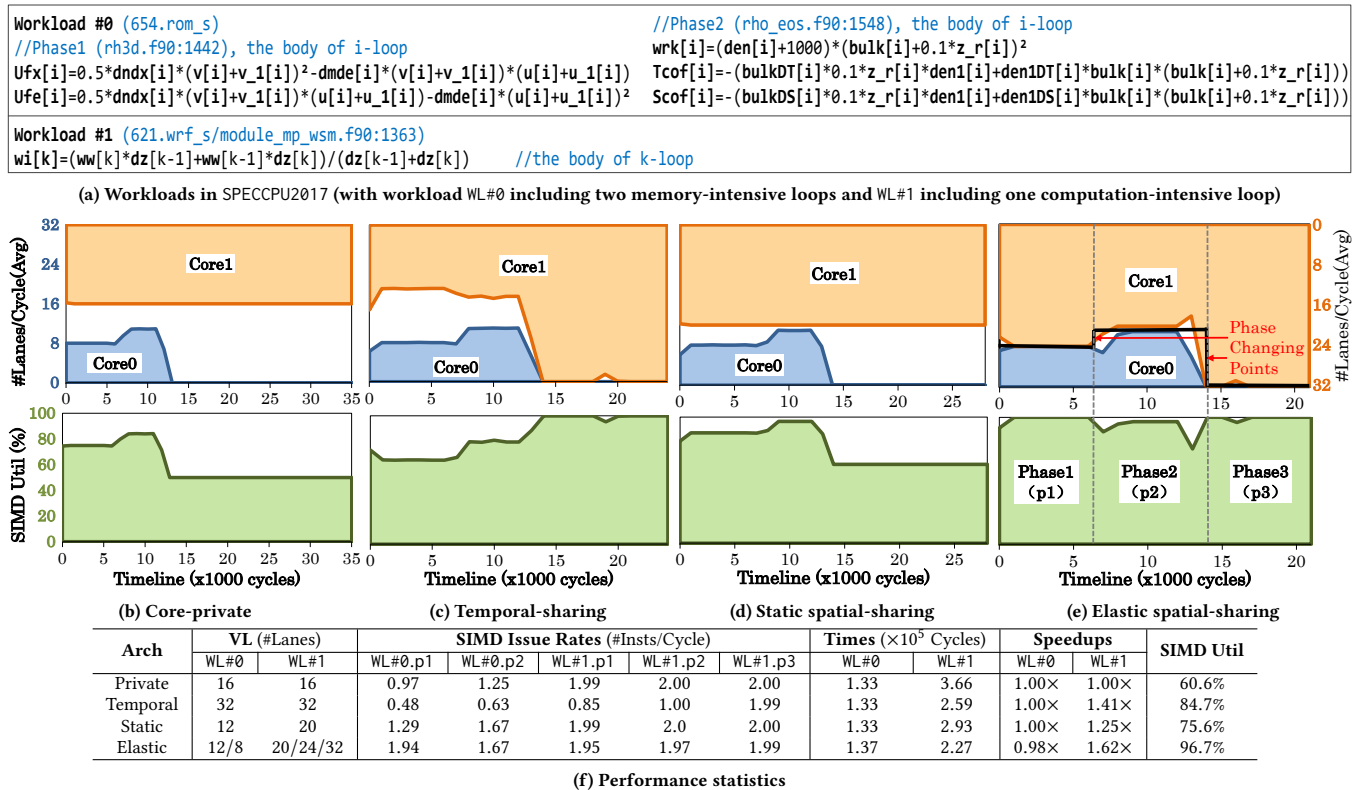 Workload #0 (654.rom_s)
//Phase1 (rh3d.f90:1442), the body of i-loop
Ufx[i]=0.5*dndx[i]*(v[i]+v_1[i])²-dmde[i]*(v[i]+v_1[i])*(u[i]+u_1[i])
Ufe[i]=0.5*dndx[i]*(v[i]+v_1[i])*(u[i]+u_1[i])-dmde[i]*(u[i]+u_1[i])²
//Phase2 (rho_eos.f90:1548), the body of i-loop
wrk[i]=(den[i]+1000)*(bulk[i]+0.1*z_r[i])²
Tcof[i]=-(bulkDT[i]*0.1*z_r[i]*den1[i]+den1DT[i]*bulk[i]*(bulk[i]+0.1*z_r[i]))
Scof[i]=-(bulkDS[i]*0.1*z_r[i]*den1[i]+den1DS[i]*bulk[i]*(bulk[i]+0.1*z_r[i]))
Workload #1 (621.wrf_s/module_mp_wsm.f90:1363)
wi[k]=(ww[k]*dz[k-1]+ww[k-1]*dz[k])/(dz[k-1]+dz[k]) //the body of k-loop
(a) Workloads in SPECCPU2017 (with workload WL#0 including two memory-intensive loops and WL#1 including one computation-intensive loop)
#Lanes/Cycle(Avg)
32
24
16
8
0
Core1
Core0
0 5 10 15 20 25 30 35
SIMD Util (%)
100
80
60
40
20
0
0 5 10 15 20 25 30 35
Timeline (x1000 cycles)
(b) Core-private
Core1
Core0
0 5 10 15 20
0 5 10 15 20
Timeline (x1000 cycles)
(c) Temporal-sharing
Core1
Core0
0 5 10 15 20 25
0 5 10 15 20 25
Timeline (x1000 cycles)
(d) Static spatial-sharing
Core1
Core0
Phase
Changing
Points
0
8
16
24
32
#Lanes/Cycle(Avg)
0 5 10 15 20
Phase1
(p1)
Phase2
(p2)
Phase3
(p3)
0 5 10 15 20
Timeline (x1000 cycles)
(e) Elastic spatial-sharing
Arch VL (#Lanes) SIMD Issue Rates (#Insts/Cycle) Times (×10⁵ Cycles) Speedups SIMD Util
WL#0 WL#1 WL#0.p1 WL#0.p2 WL#1.p1 WL#1.p2 WL#1.p3 WL#0 WL#1 WL#0 WL#1
Private 16 16 0.97 1.25 1.99 2.00 2.00 1.33 3.66 1.00× 1.00× 60.6%
Temporal 32 32 0.48 0.63 0.85 1.00 1.99 1.33 2.59 1.00× 1.41× 84.7%
Static 12 20 1.29 1.67 1.99 2.0 2.00 1.33 2.93 1.00× 1.25× 75.6%
Elastic 12/8 20/24/32 1.94 1.67 1.95 1.97 1.99 1.37 2.27 0.98× 1.62× 96.7%
(f) Performance statistics